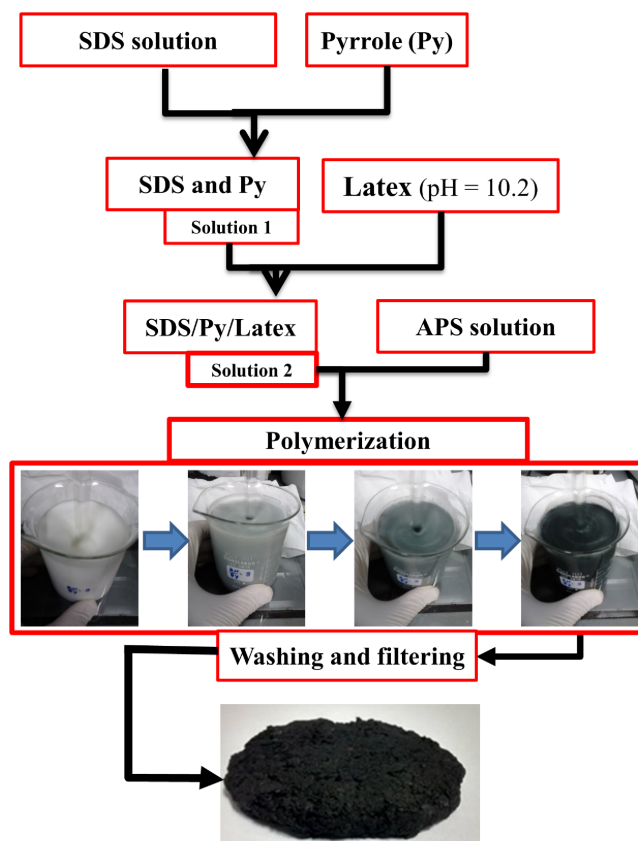 SDS solution
Pyrrole (Py)
SDS and Py
Solution 1
Latex (pH = 10.2)
SDS/Py/Latex
Solution 2
APS solution
Polymerization
Washing and filtering